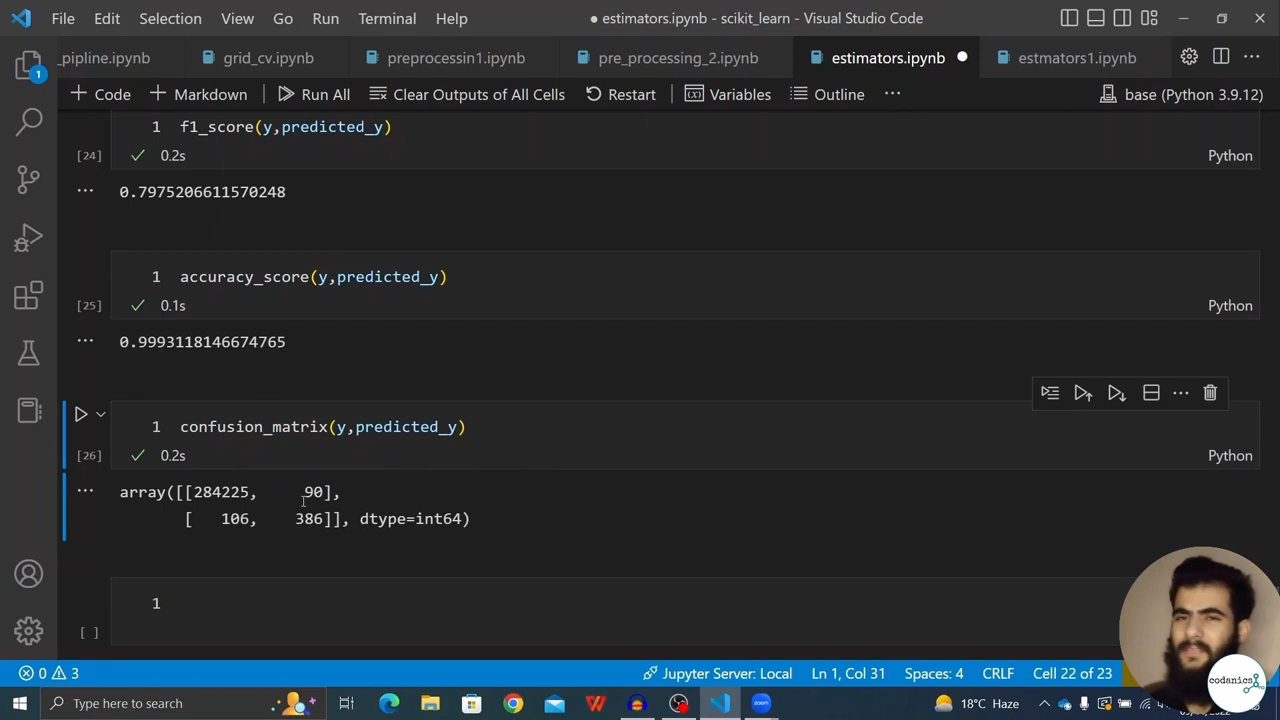 File Edit Selection View Go Run Terminal Help ● estimators.ipynb - scikit_learn - Visual Studio Code
_pipline.ipynb grid_cv.ipynb preprocessin1.ipynb pre_processing_2.ipynb estimators.ipynb ● estmators1.ipynb
1
+ Code + Markdown Run All Clear Outputs of All Cells Restart Variables Outline ... base (Python 3.9.12)
1 f1_score(y,predicted_y)
[24] ✓ 0.2s Python
... 0.7975206611570248
1 accuracy_score(y,predicted_y)
[25] ✓ 0.1s Python
... 0.9993118146674765
1 confusion_matrix(y,predicted_y)
[26] ✓ 0.2s Python
... array([[284225, 90],
[ 106, 386]], dtype=int64)
1
[ ]
codanics
0 3 Jupyter Server: Local Ln 1, Col 31 Spaces: 4 CRLF Cell 22 of 23
Type here to search 18°C Haze